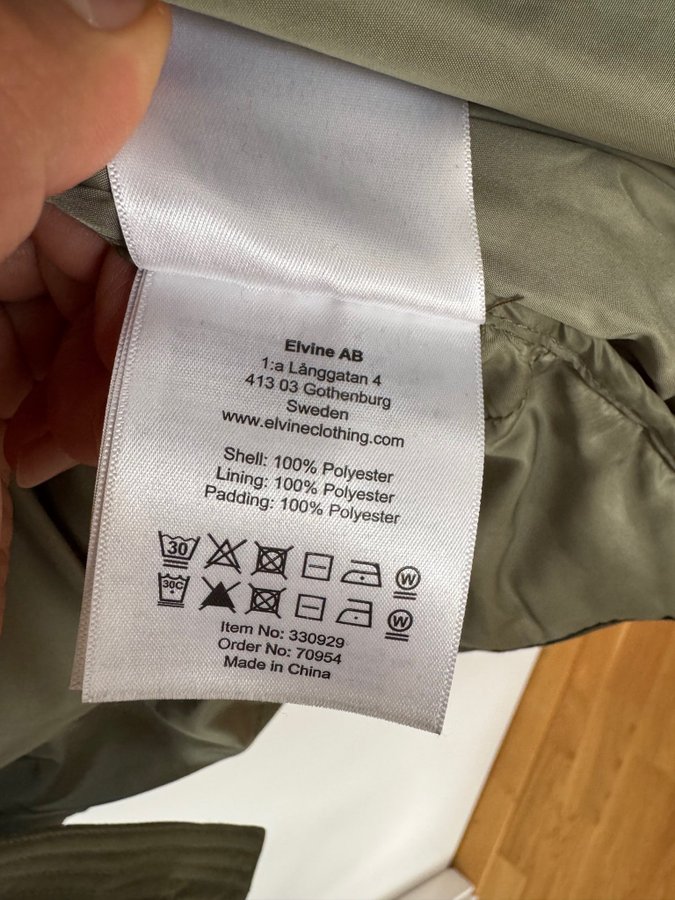 Elvine AB
1:a Långgatan 4
413 03 Gothenburg
Sweden
www.elvineclothing.com
Shell: 100% Polyester
Lining: 100% Polyester
Padding: 100% Polyester
30 W
30C W
Item No: 330929
Order No: 70954
Made in China